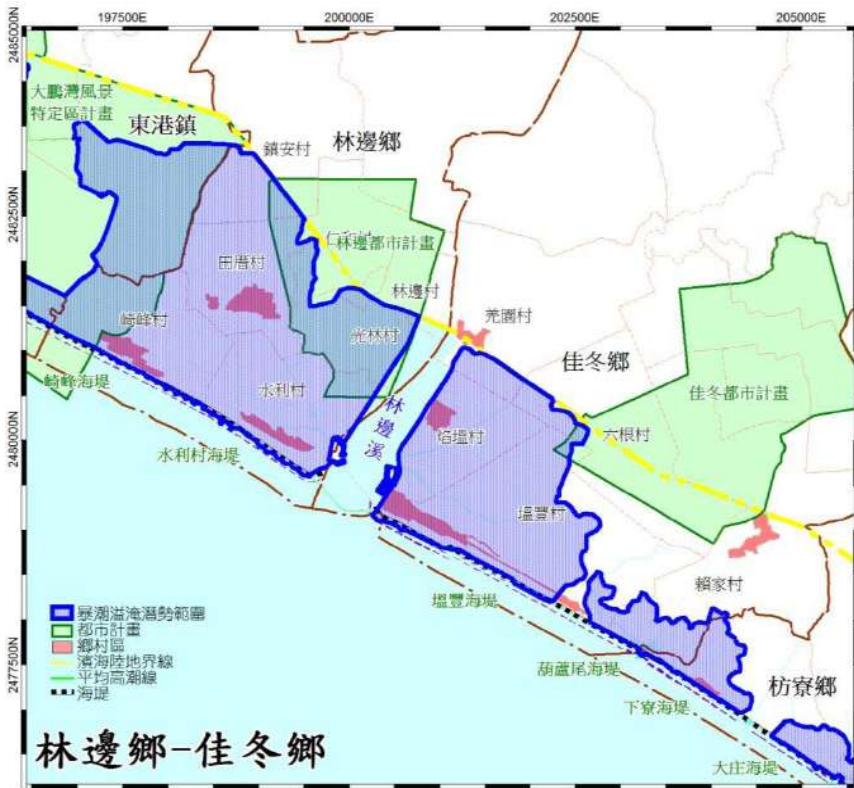 197500E
200000E
202500E
205000E
2485000N
2482500N
2480000N
2477500N
大鵬灣風景
特定區計畫
東港鎮
林邊鄉
鎮安村
仁和村
林邊都市計畫
田厝村
林邊村
羌園村
崎峰村
光林村
佳冬鄉
佳冬都市計畫
崎峰海堤
水利村
林邊溪
焰塭村
六根村
水利村海堤
塭豐村
塭豐海堤
賴家村
葫蘆尾海堤
下寮海堤
枋寮鄉
大庄海堤
暴潮溢淹潛勢範圍
都市計畫
鄉村區
濱海陸地界線
平均高潮線
海堤
林邊鄉-佳冬鄉